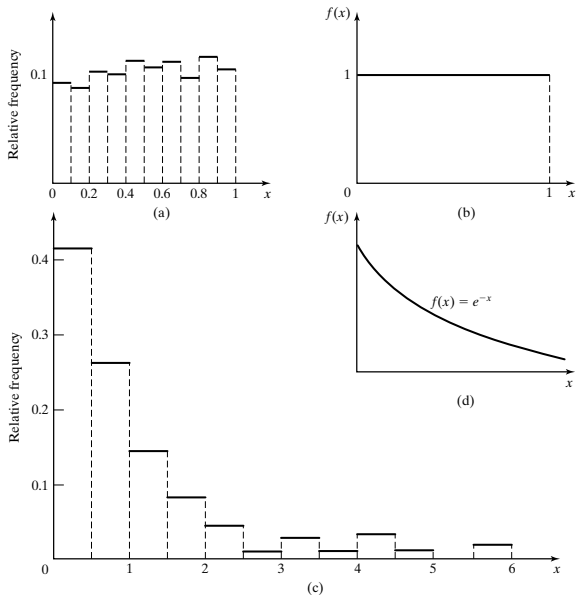 Relative frequency
0.1
0 0.2 0.4 0.6 0.8 1 x
(a)
f(x)
1
0 1 x
(b)
Relative frequency
0.4
0.3
0.2
0.1
0 1 2 3 4 5 6 x
(c)
f(x)
f(x) = e⁻ˣ
x
(d)